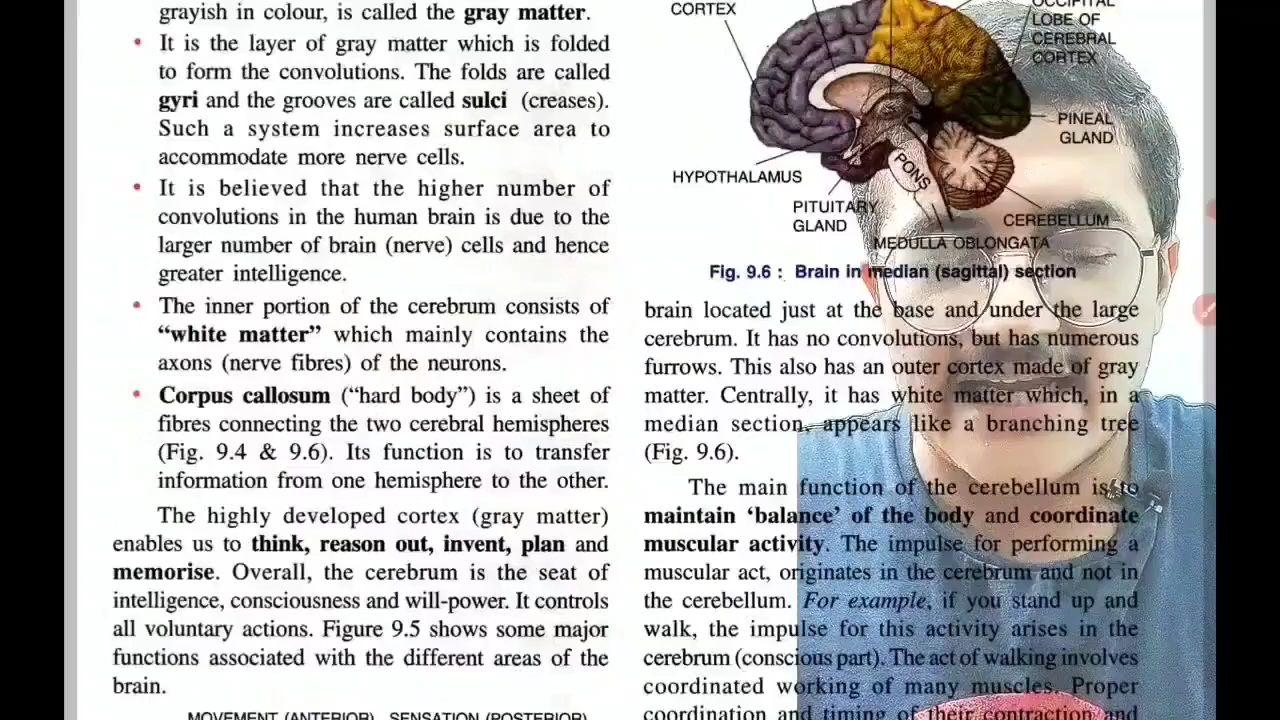 grayish in colour, is called the gray matter.
• It is the layer of gray matter which is folded
to form the convolutions. The folds are called
gyri and the grooves are called sulci (creases).
Such a system increases surface area to
accommodate more nerve cells.
• It is believed that the higher number of
convolutions in the human brain is due to the
larger number of brain (nerve) cells and hence
greater intelligence.
• The inner portion of the cerebrum consists of
“white matter” which mainly contains the
axons (nerve fibres) of the neurons.
• Corpus callosum (“hard body”) is a sheet of
fibres connecting the two cerebral hemispheres
(Fig. 9.4 & 9.6). Its function is to transfer
information from one hemisphere to the other.
The highly developed cortex (gray matter)
enables us to think, reason out, invent, plan and
memorise. Overall, the cerebrum is the seat of
intelligence, consciousness and will-power. It controls
all voluntary actions. Figure 9.5 shows some major
functions associated with the different areas of the
brain.
MOVEMENT (ANTERIOR) SENSATION (POSTERIOR)
CORTEX
OCCIPITAL
LOBE OF
CEREBRAL
CORTEX
PINEAL
GLAND
HYPOTHALAMUS
PONS
PITUITARY
GLAND
CEREBELLUM
MEDULLA OBLONGATA
Fig. 9.6 : Brain in median (sagittal) section
brain located just at the base and under the large
cerebrum. It has no convolutions, but has numerous
furrows. This also has an outer cortex made of gray
matter. Centrally, it has white matter which, in a
median section, appears like a branching tree
(Fig. 9.6).
The main function of the cerebellum is to
maintain ‘balance’ of the body and coordinate
muscular activity. The impulse for performing a
muscular act, originates in the cerebrum and not in
the cerebellum. For example, if you stand up and
walk, the impulse for this activity arises in the
cerebrum (conscious part). The act of walking involves
coordinated working of many muscles. Proper
coordination and timing of their contraction and